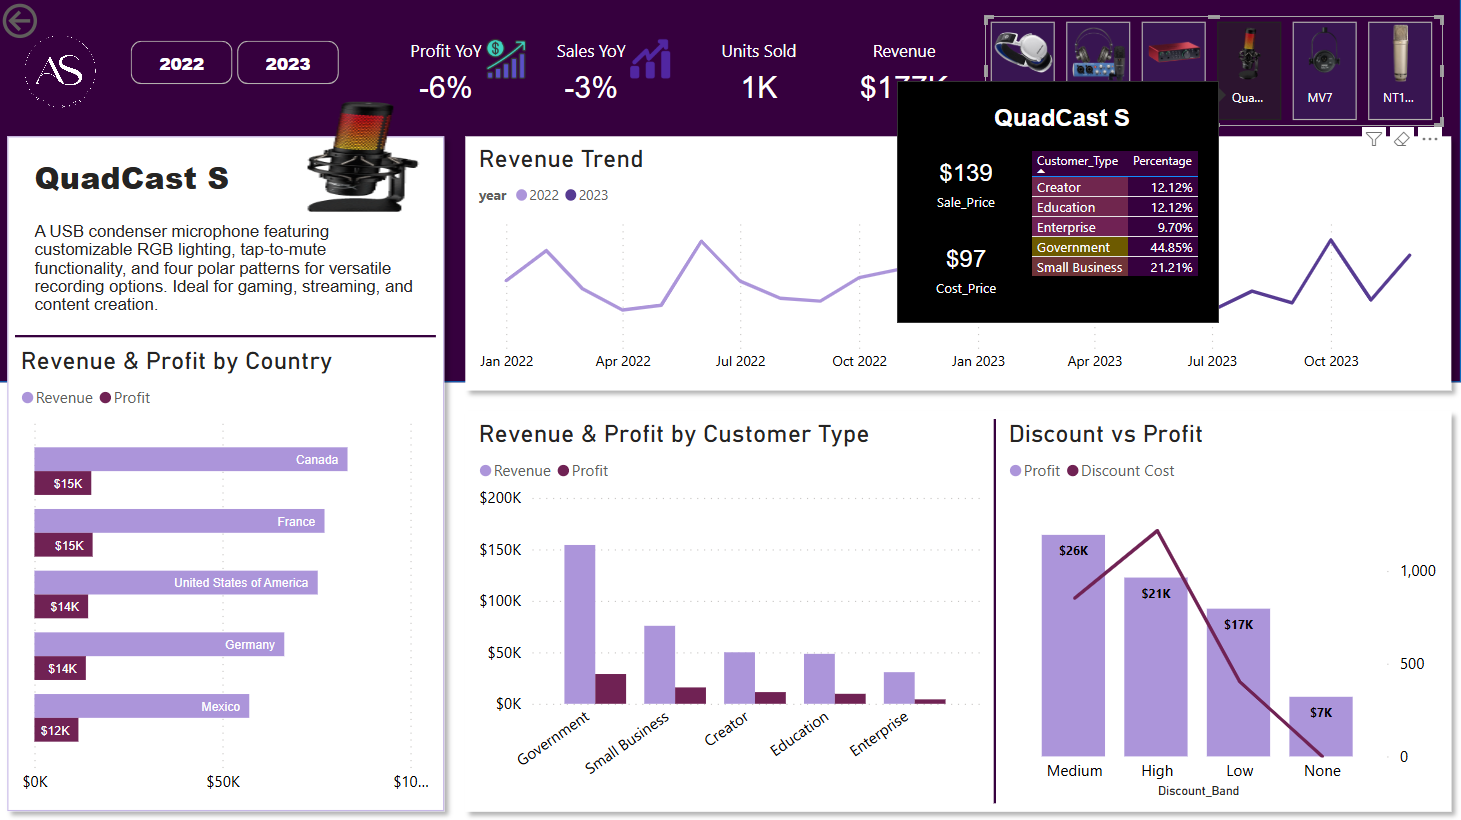 AS
2022
2023
Profit YoY
-6%
Sales YoY
-3%
Units Sold
1K
Revenue
Qua...
MV7
NT1...
QuadCast S
A USB condenser microphone featuring
customizable RGB lighting, tap-to-mute
functionality, and four polar patterns for versatile
recording options. Ideal for gaming, streaming, and
content creation.
Revenue & Profit by Country
Revenue Profit
Canada
$15K
France
$15K
United States of America
$14K
Germany
$14K
Mexico
$12K
$0K $50K $10...
Revenue Trend
year 2022 2023
Jan 2022 Apr 2022 Jul 2022 Oct 2022 Jan 2023 Apr 2023 Jul 2023 Oct 2023
QuadCast S
$139
Sale_Price
$97
Cost_Price
Customer_Type Percentage
Creator 12.12%
Education 12.12%
Enterprise 9.70%
Government 44.85%
Small Business 21.21%
Revenue & Profit by Customer Type
Revenue Profit
$200K
$150K
$100K
$50K
$0K
Government Small Business Creator Education Enterprise
Discount vs Profit
Profit Discount Cost
$26K
$21K
$17K
$7K
1,000
500
0
Medium High Low None
Discount_Band